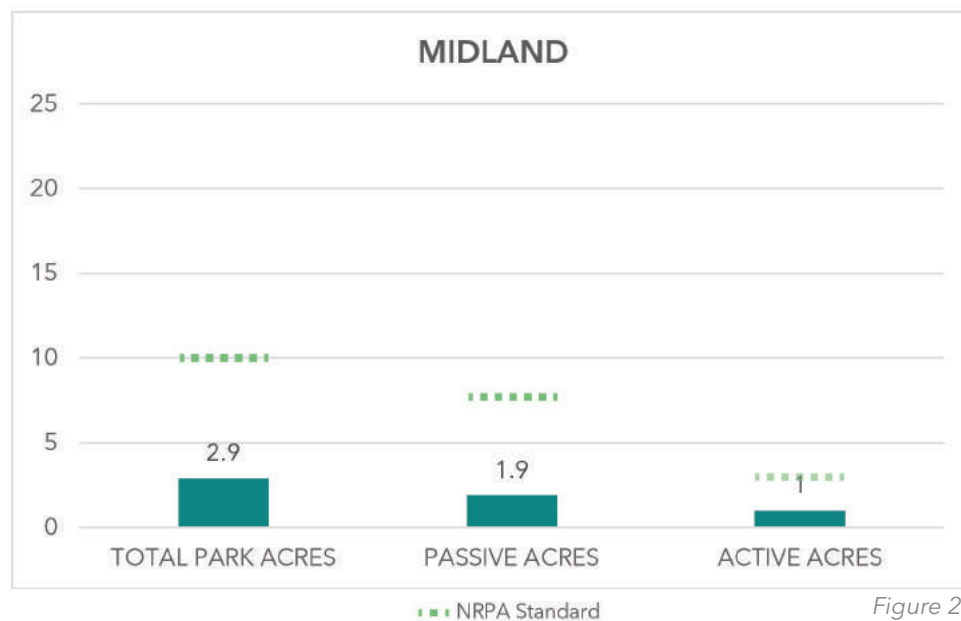 MIDLAND
25
20
15
10
5
0
2.9
1.9
1
TOTAL PARK ACRES PASSIVE ACRES ACTIVE ACRES
NRPA Standard
Figure 2